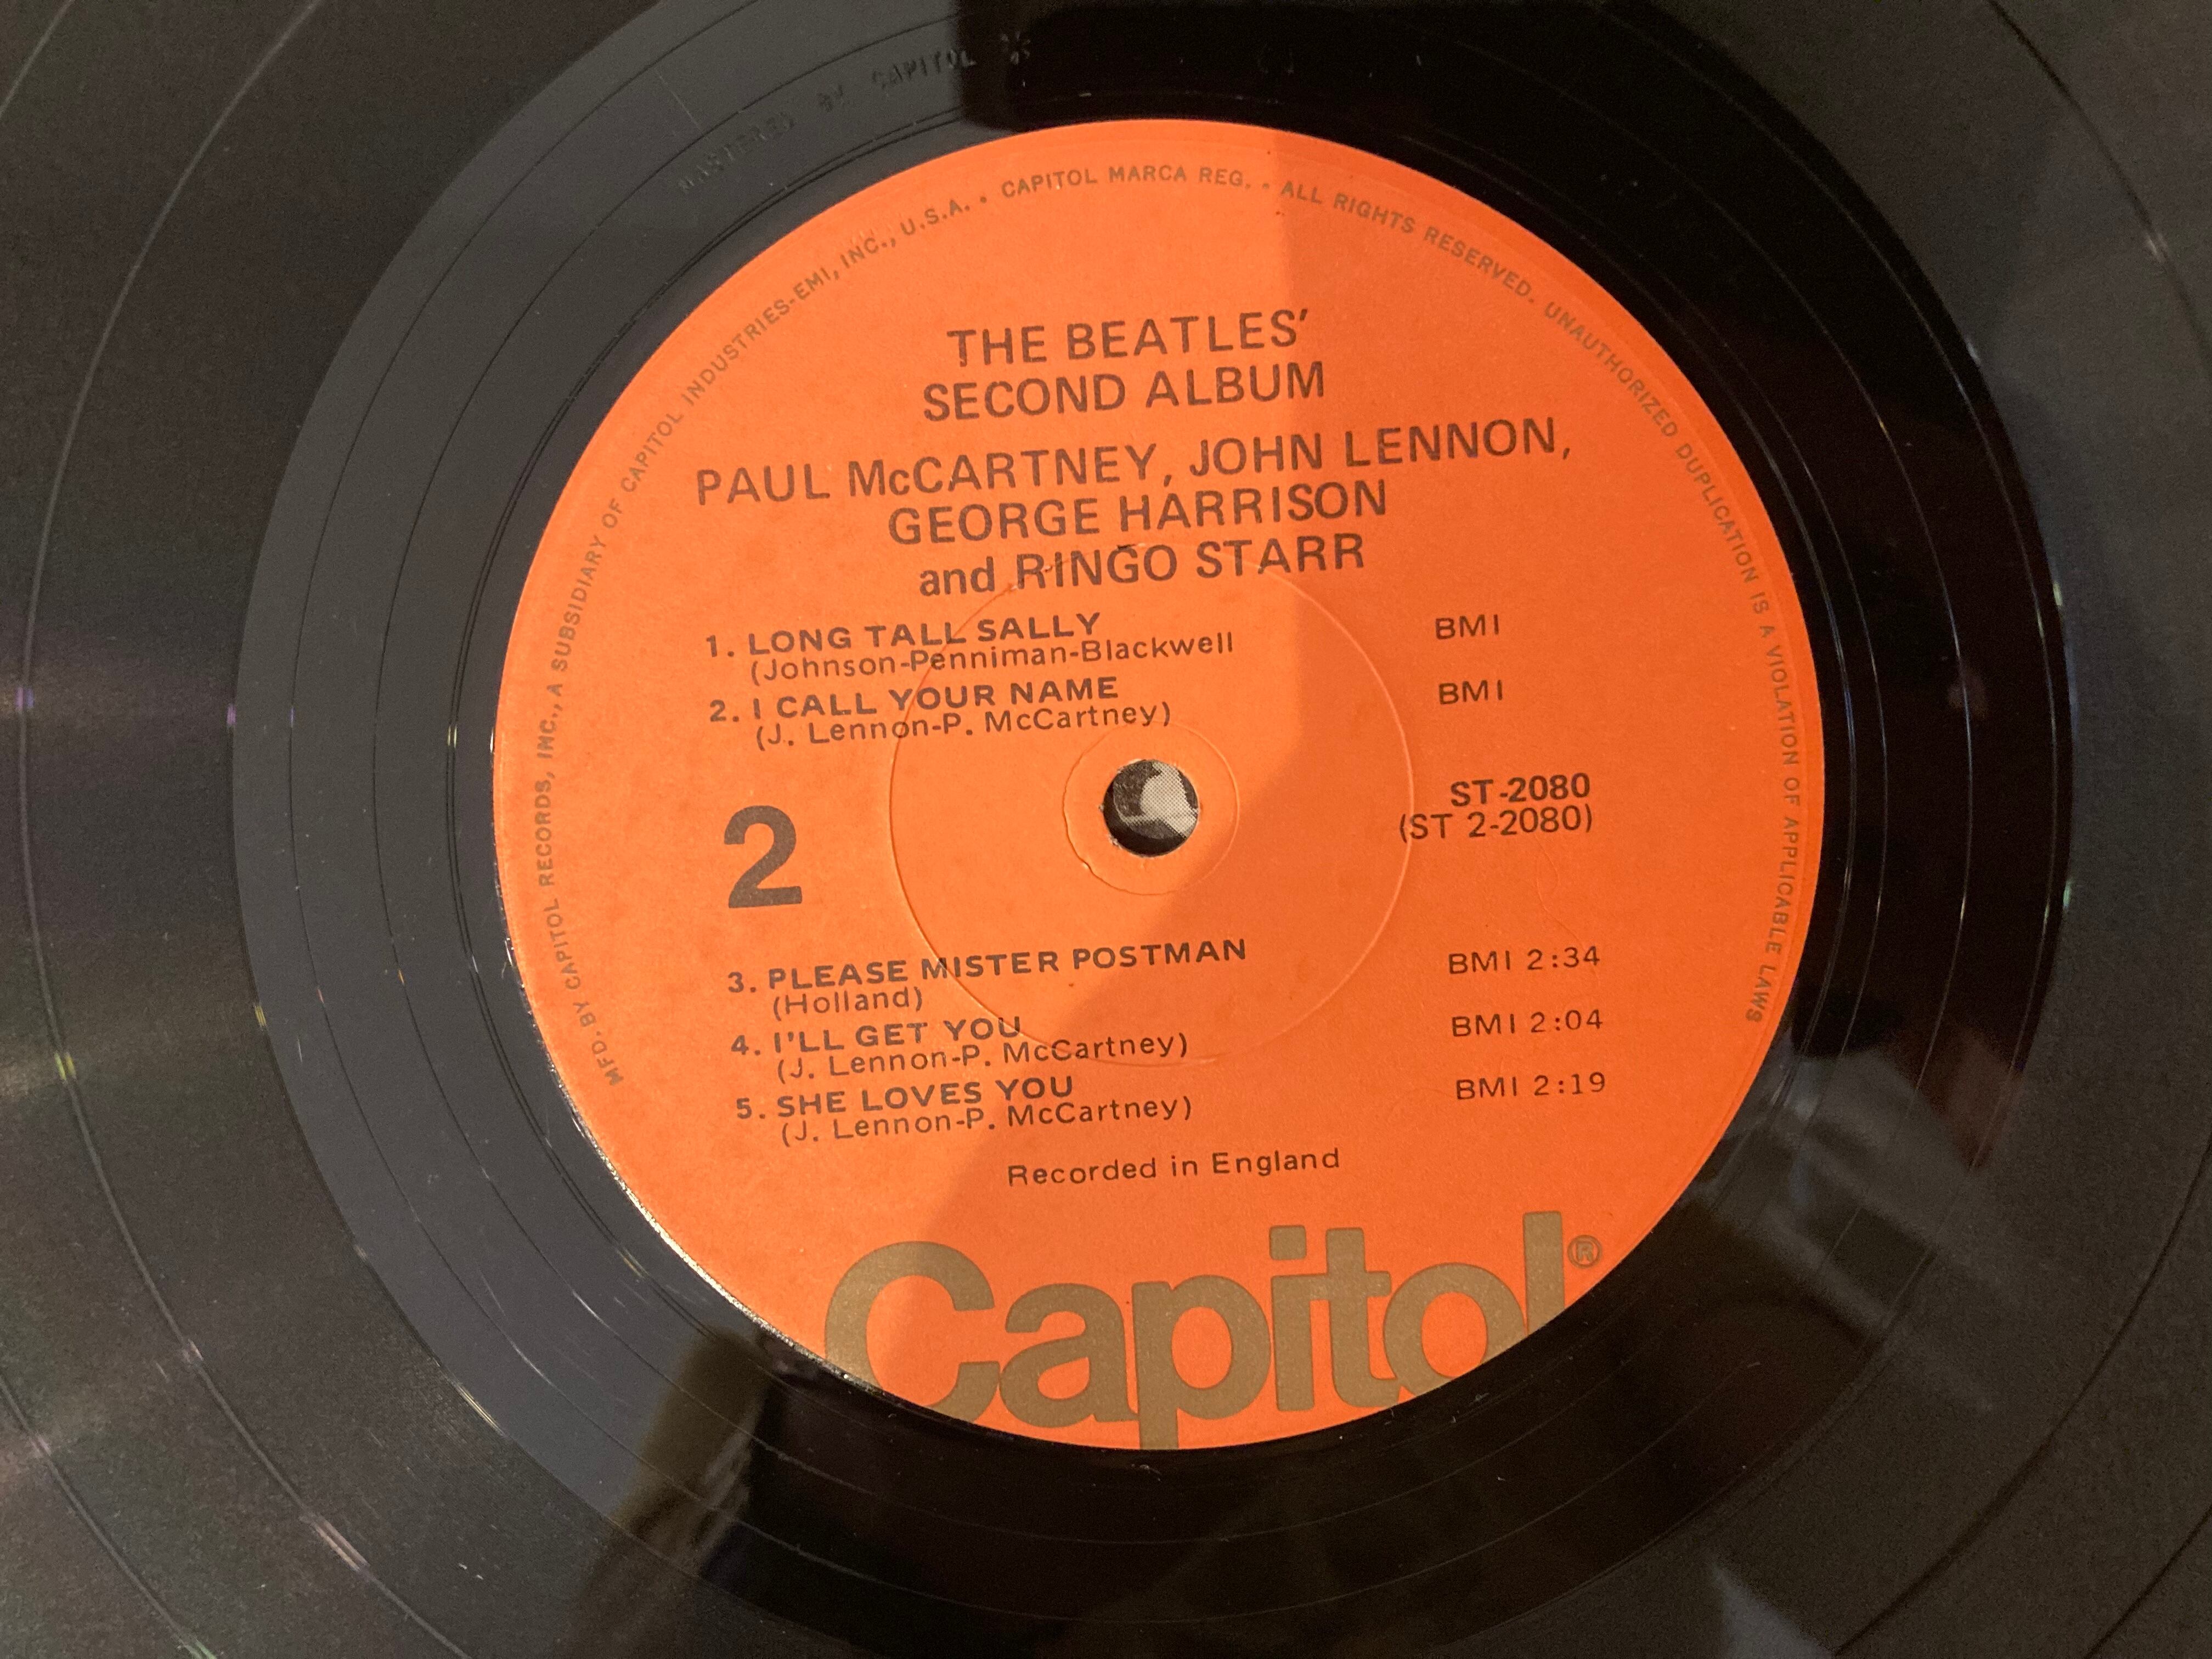 MASTERED BY CAPITOL
MFD. BY CAPITOL RECORDS, INC., A SUBSIDIARY OF CAPITOL INDUSTRIES-EMI, INC., U.S.A. • CAPITOL MARCA REG. • ALL RIGHTS RESERVED. UNAUTHORIZED DUPLICATION IS A VIOLATION OF APPLICABLE LAWS
THE BEATLES'
SECOND ALBUM
PAUL McCARTNEY, JOHN LENNON,
GEORGE HARRISON
and RINGO STARR
1. LONG TALL SALLY BMI
(Johnson-Penniman-Blackwell
2. I CALL YOUR NAME BMI
(J. Lennon-P. McCartney)
2
ST-2080
(ST 2-2080)
3. PLEASE MISTER POSTMAN BMI 2:34
(Holland)
4. I'LL GET YOU BMI 2:04
(J. Lennon-P. McCartney)
5. SHE LOVES YOU BMI 2:19
(J. Lennon-P. McCartney)
Recorded in England
Capitol®